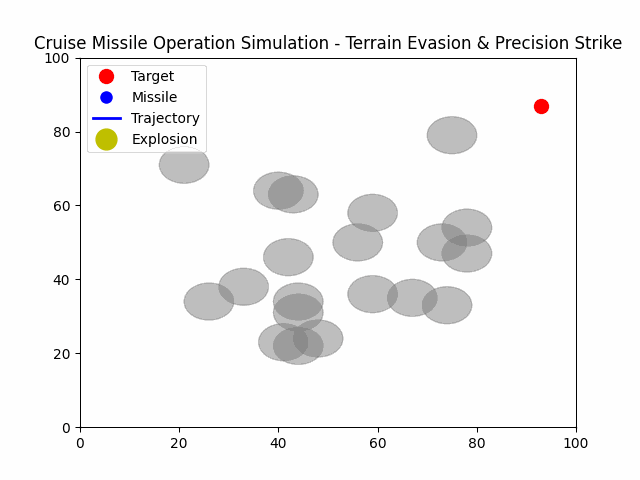 Cruise Missile Operation Simulation - Terrain Evasion & Precision Strike
100
80
60
40
20
0
Target
Missile
Trajectory
Explosion
0 20 40 60 80 100